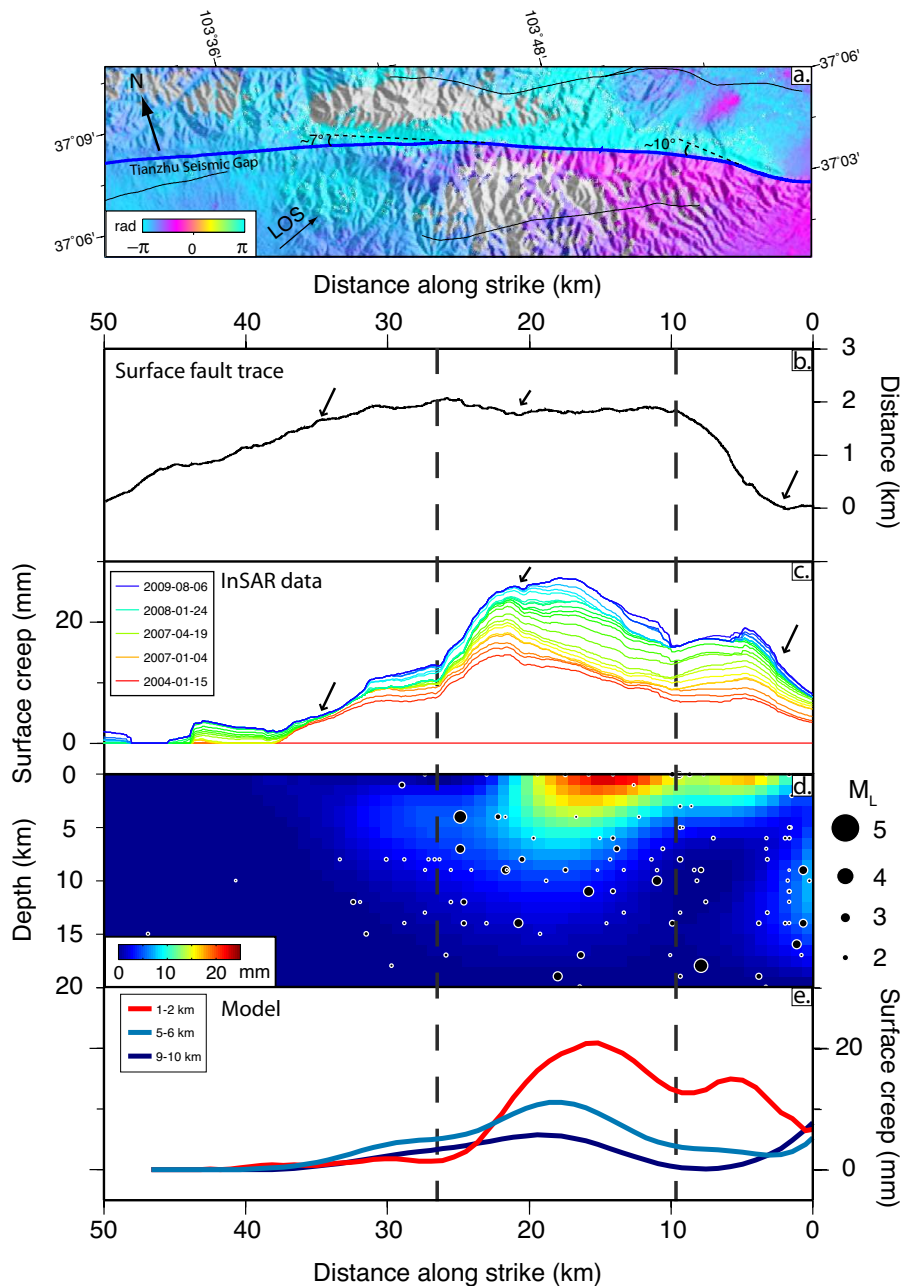 103°36'
103°48'
37°06'
a.
N
37°09'
~7°
~10°
Tianzhu Seismic Gap
37°03'
rad
−π 0 π
LOS
37°06'
Distance along strike (km)
50 40 30 20 10 0
Surface fault trace
b.
3
2
1
0
Distance (km)
InSAR data
c.
2009-08-06
2008-01-24
2007-04-19
2007-01-04
2004-01-15
20
0
Surface creep (mm)
d.
0
5
10
15
20
Depth (km)
0 10 20 mm
M_L
5
4
3
2
Model
e.
1-2 km
5-6 km
9-10 km
20
0
Surface creep (mm)
50 40 30 20 10 0
Distance along strike (km)